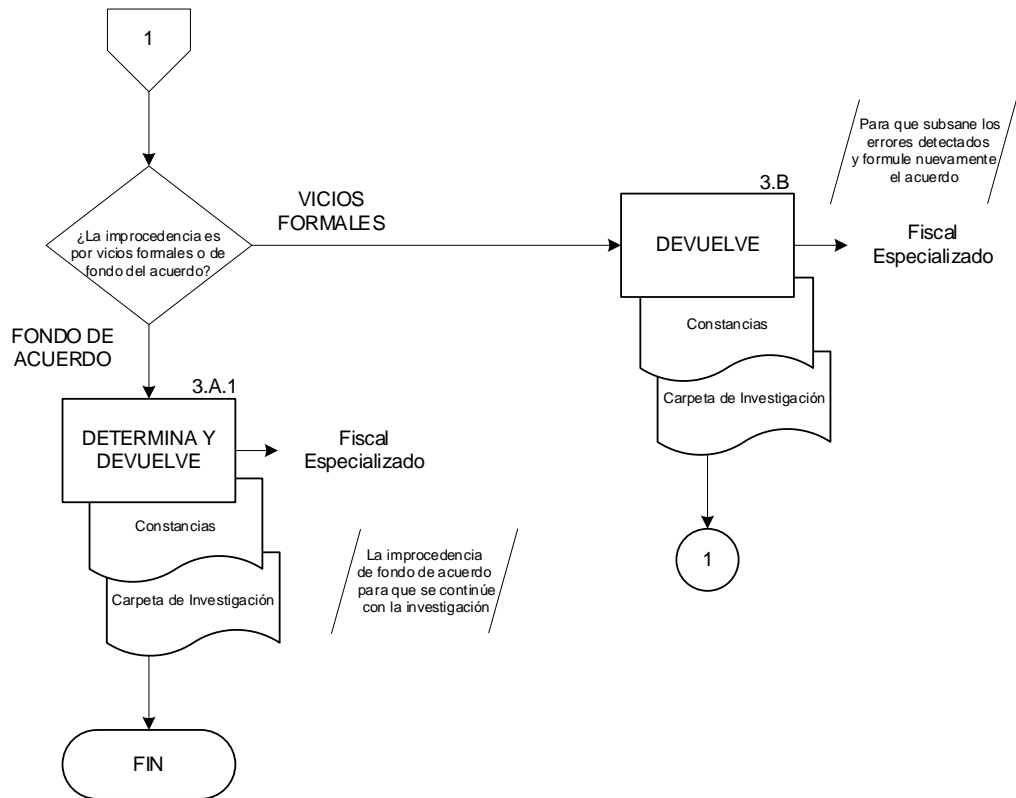 1
¿La improcedencia es
por vicios formales o de
fondo del acuerdo?
VICIOS
FORMALES
3.B
DEVUELVE
Para que subsane los
errores detectados
y formule nuevamente
el acuerdo
Fiscal
Especializado
Constancias
Carpeta de Investigación
1
FONDO DE
ACUERDO
3.A.1
DETERMINA Y
DEVUELVE
Fiscal
Especializado
Constancias
Carpeta de Investigación
La improcedencia
de fondo de acuerdo
para que se continúe
con la investigación
FIN